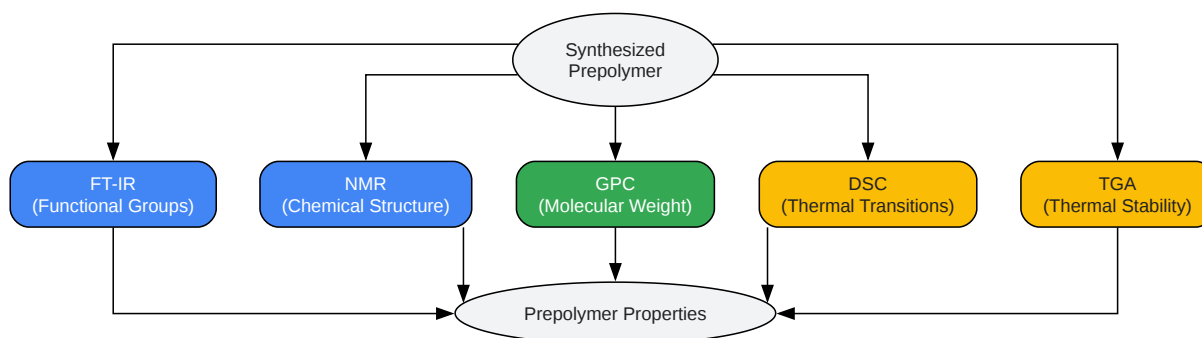 Synthesized
Prepolymer
FT-IR
(Functional Groups)
NMR
(Chemical Structure)
GPC
(Molecular Weight)
DSC
(Thermal Transitions)
TGA
(Thermal Stability)
Prepolymer Properties